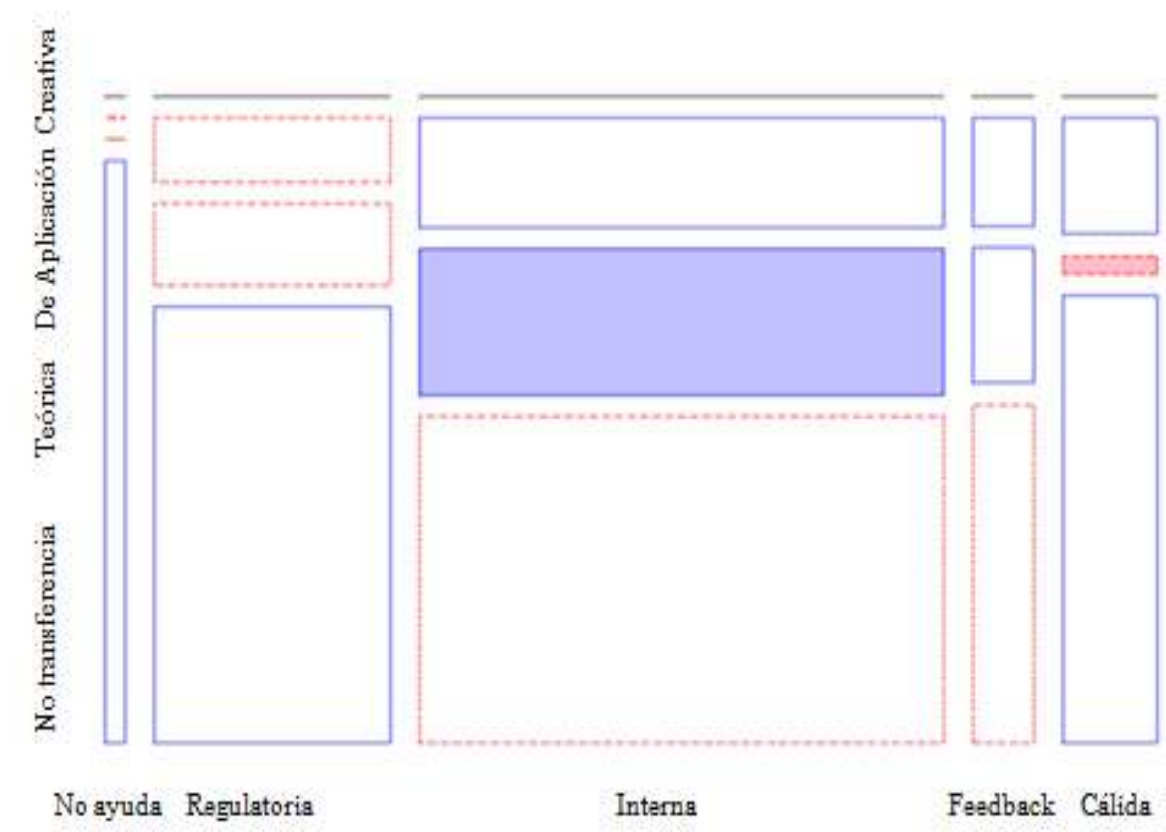 Creativa
De Aplicación
Teórica
No transferencia
No ayuda
Regulatoria
Interna
Feedback
Cálida